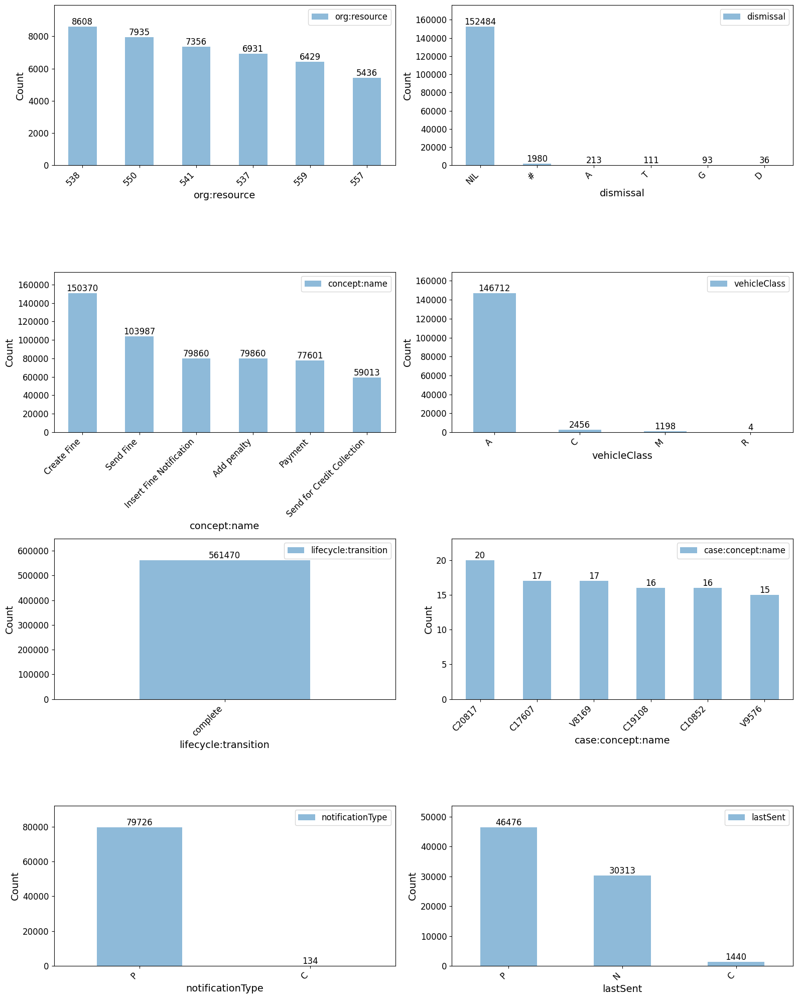 org:resource
8608
7935
7356
6931
6429
5436
8000
6000
4000
2000
0
Count
538
550
541
537
559
557
org:resource
dismissal
152484
1980
213
111
93
36
160000
140000
120000
100000
80000
60000
40000
20000
0
Count
NIL
#
A
T
G
D
dismissal
concept:name
150370
103987
79860
79860
77601
59013
160000
140000
120000
100000
80000
60000
40000
20000
0
Count
Create Fine
Send Fine
Insert Fine Notification
Add penalty
Payment
Send for Credit Collection
concept:name
vehicleClass
146712
2456
1198
4
160000
140000
120000
100000
80000
60000
40000
20000
0
Count
A
C
M
R
vehicleClass
lifecycle:transition
561470
600000
500000
400000
300000
200000
100000
0
Count
complete
lifecycle:transition
case:concept:name
20
17
17
16
16
15
20
15
10
5
0
Count
C20817
C17607
V8169
C19108
C10852
V9576
case:concept:name
notificationType
79726
134
80000
60000
40000
20000
0
Count
P
C
notificationType
lastSent
46476
30313
1440
50000
40000
30000
20000
10000
0
Count
P
N
C
lastSent